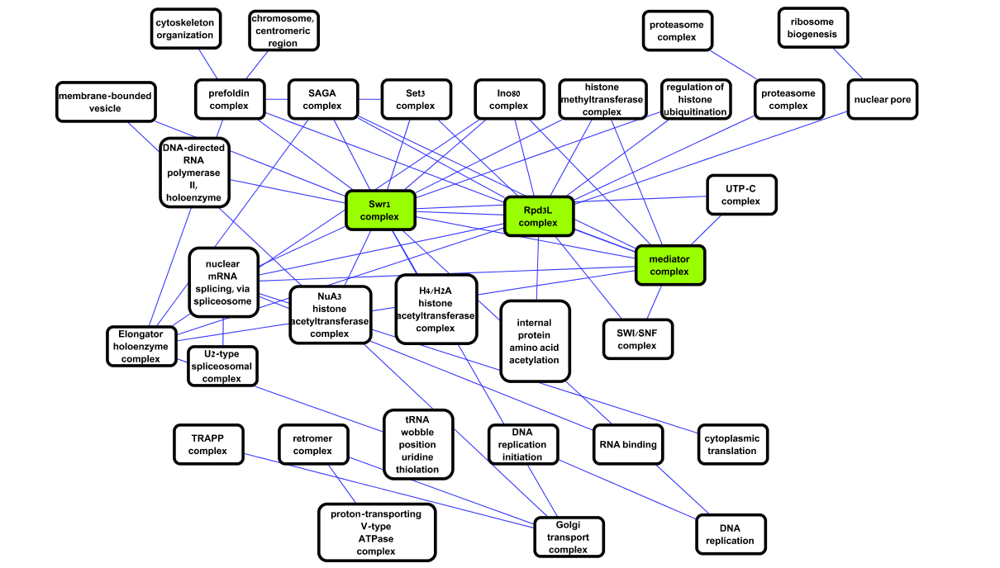 cytoskeleton
organization
chromosome,
centromeric
region
proteasome
complex
ribosome
biogenesis
membrane-bounded
vesicle
prefoldin
complex
SAGA
complex
Set3
complex
Ino80
complex
histone
methyltransferase
complex
regulation of
histone
ubiquitination
proteasome
complex
nuclear pore
DNA-directed
RNA
polymerase
II,
holoenzyme
Swr1
complex
Rpd3L
complex
UTP-C
complex
mediator
complex
nuclear
mRNA
splicing, via
spliceosome
NuA3
histone
acetyltransferase
complex
H4/H2A
histone
acetyltransferase
complex
internal
protein
amino acid
acetylation
SWI/SNF
complex
Elongator
holoenzyme
complex
U2-type
spliceosomal
complex
TRAPP
complex
retromer
complex
tRNA
wobble
position
uridine
thiolation
DNA
replication
initiation
RNA binding
cytoplasmic
translation
proton-transporting
V-type
ATPase
complex
Golgi
transport
complex
DNA
replication